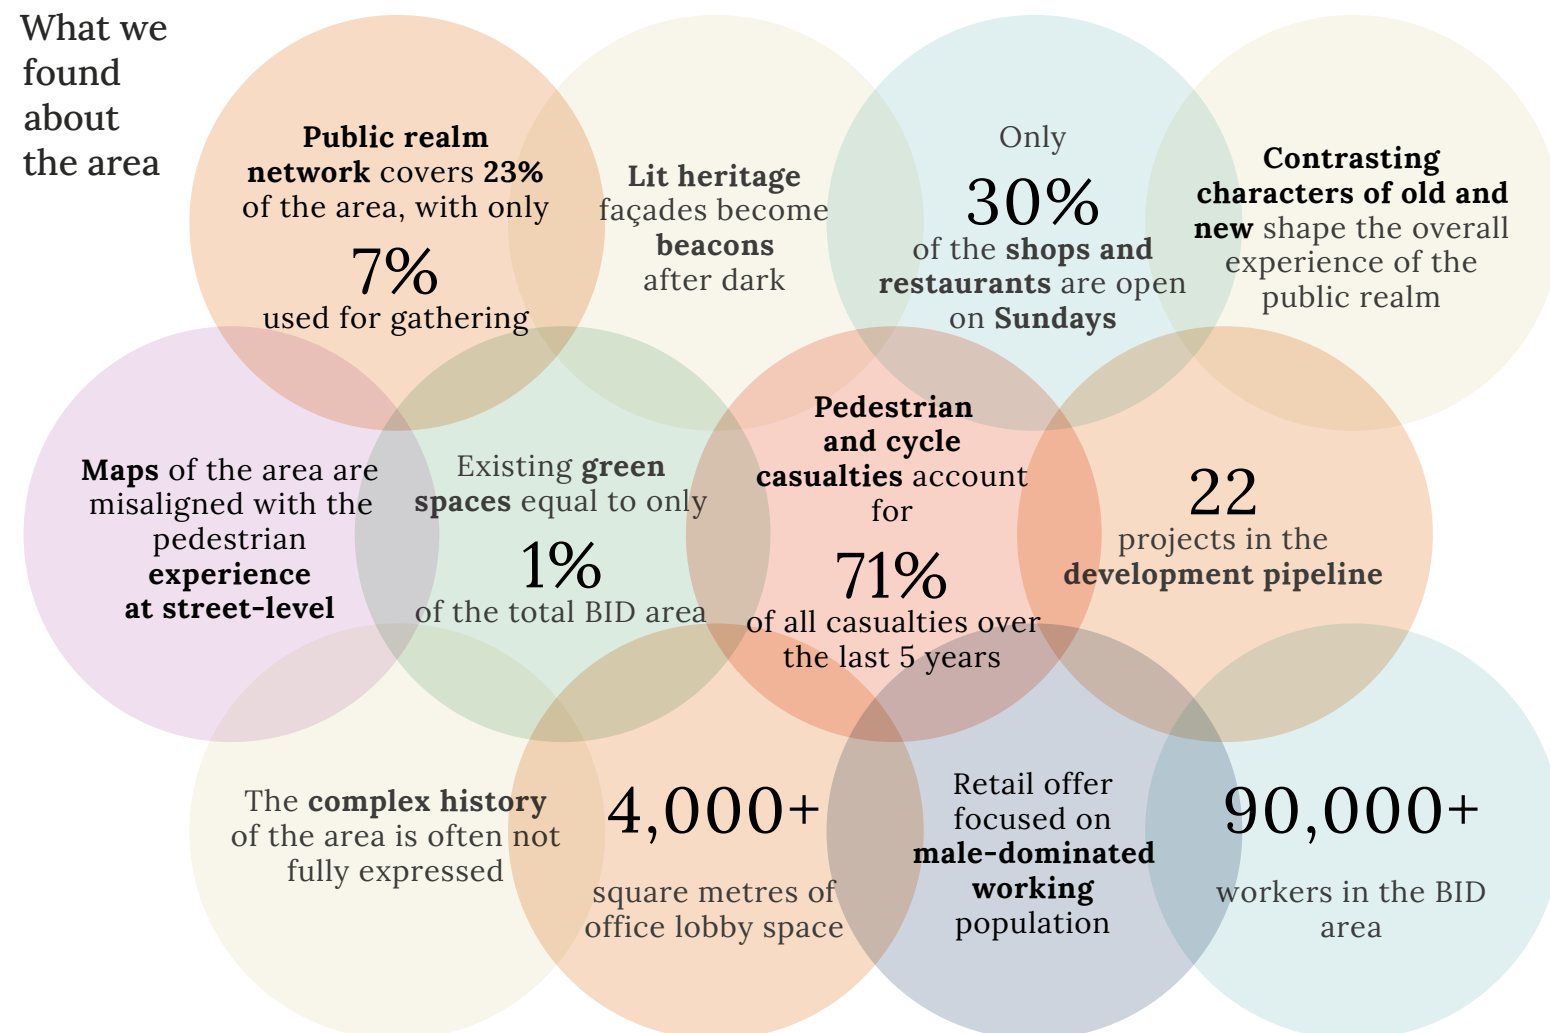 What we
found
about
the area
Public realm
network covers 23%
of the area, with only
7%
used for gathering
Lit heritage
façades become
beacons
after dark
Only
30%
of the shops and
restaurants are open
on Sundays
Contrasting
characters of old and
new shape the overall
experience of the
public realm
Maps of the area are
misaligned with the
pedestrian
experience
at street-level
Existing green
spaces equal to only
1%
of the total BID area
Pedestrian
and cycle
casualties account
for
71%
of all casualties over
the last 5 years
22
projects in the
development pipeline
The complex history
of the area is often not
fully expressed
4,000+
square metres of
office lobby space
Retail offer
focused on
male-dominated
working
population
90,000+
workers in the BID
area